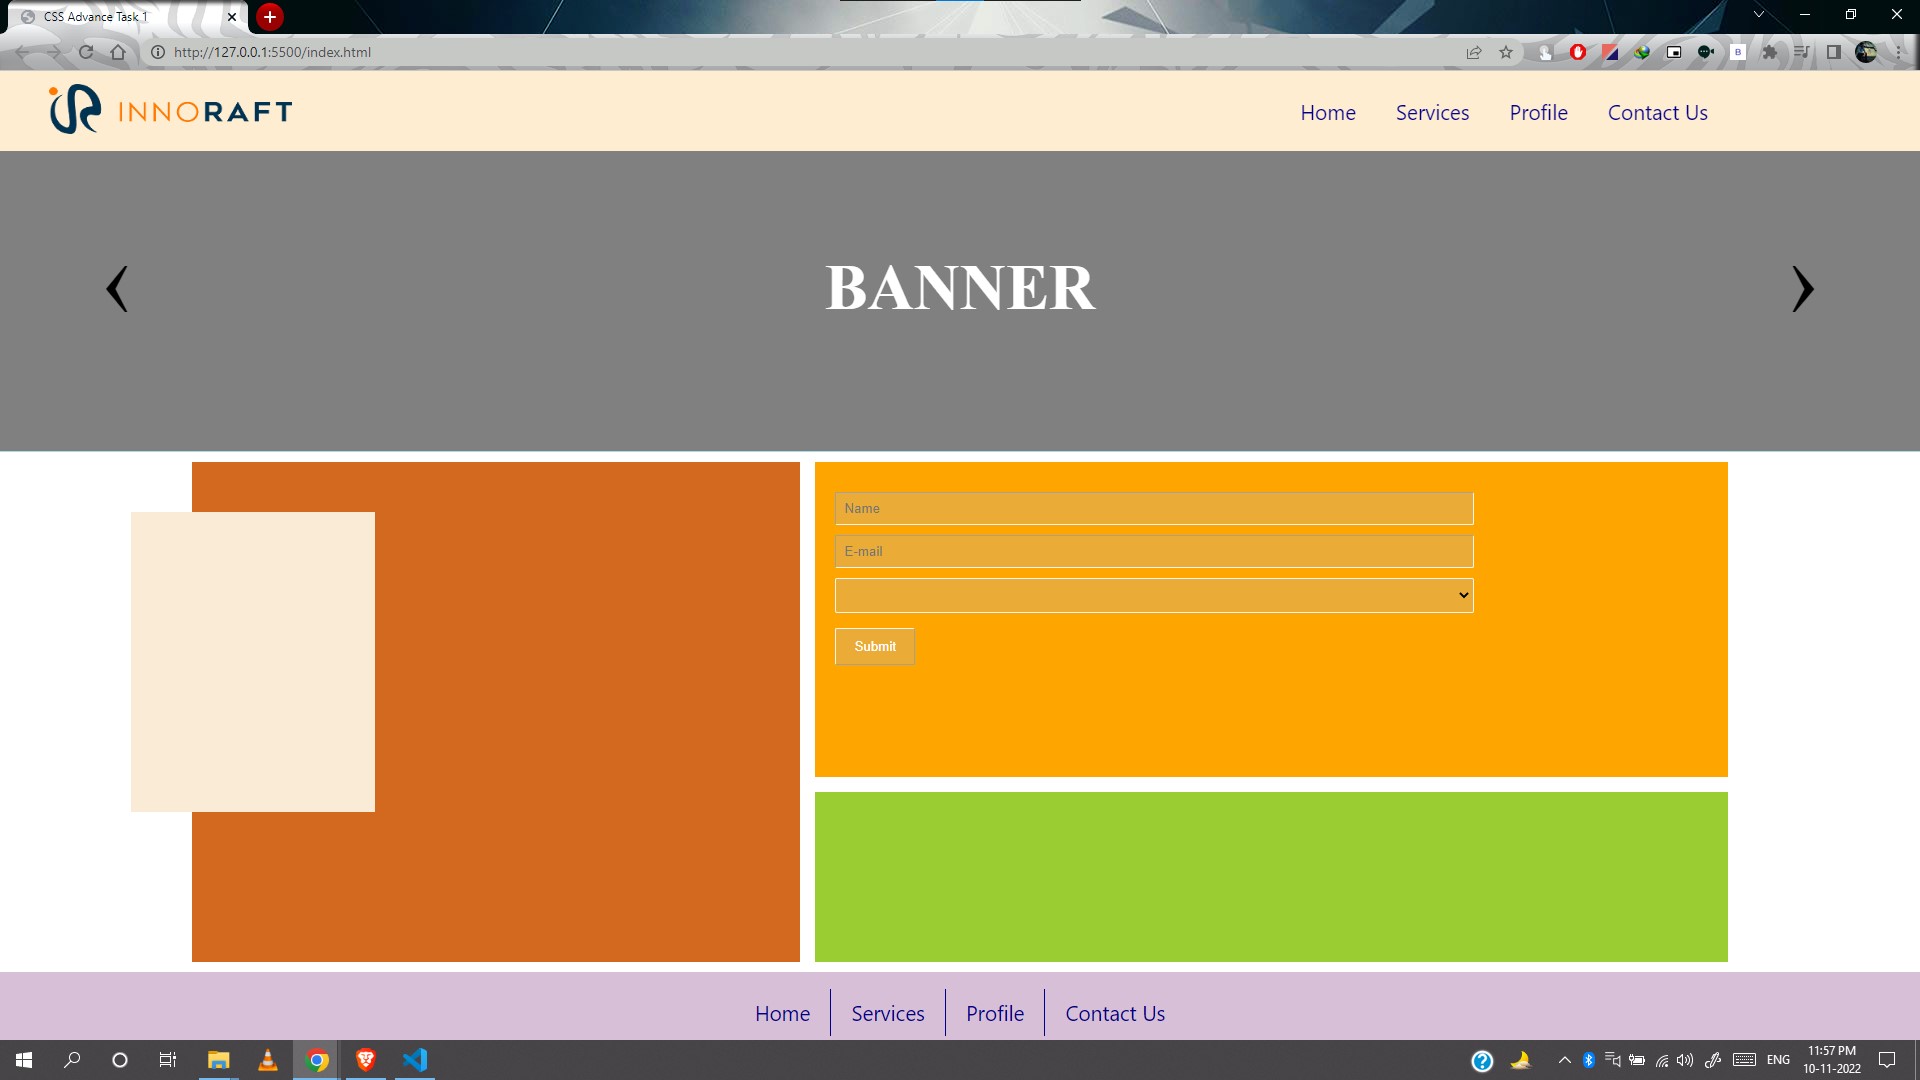 CSS Advance Task 1
http://127.0.0.1:5500/index.html
INNORAFT
Home Services Profile Contact Us
BANNER
Name
E-mail
Submit
Home Services Profile Contact Us
ENG
11:57 PM
10-11-2022